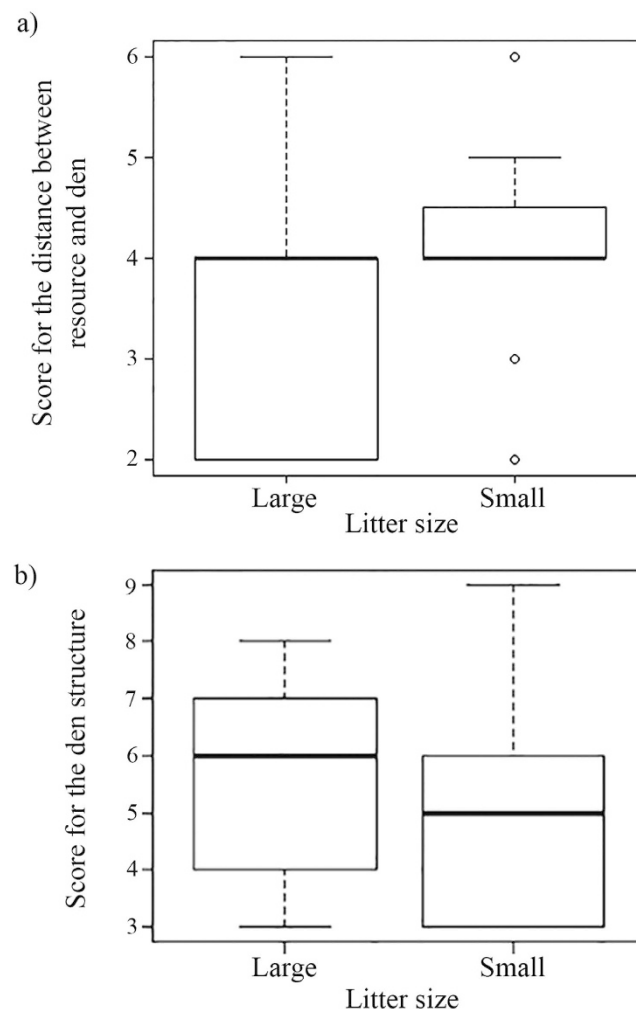 a)
Score for the distance between
resource and den
6
5
4
3
2
Large Small
Litter size
b)
Score for the den structure
9
8
7
6
5
4
3
Large Small
Litter size